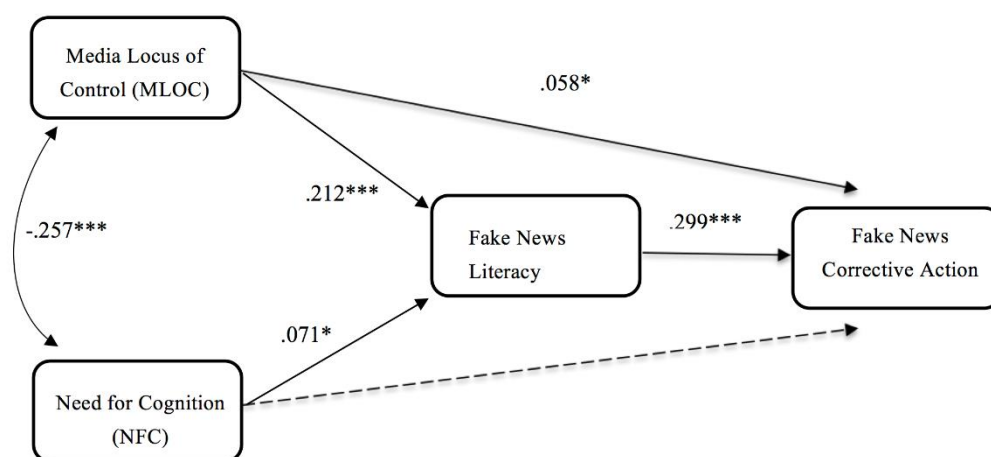 Media Locus of
Control (MLOC)
.058*
.212***
-.257***
Fake News
Literacy
.299***
Fake News
Corrective Action
.071*
Need for Cognition
(NFC)